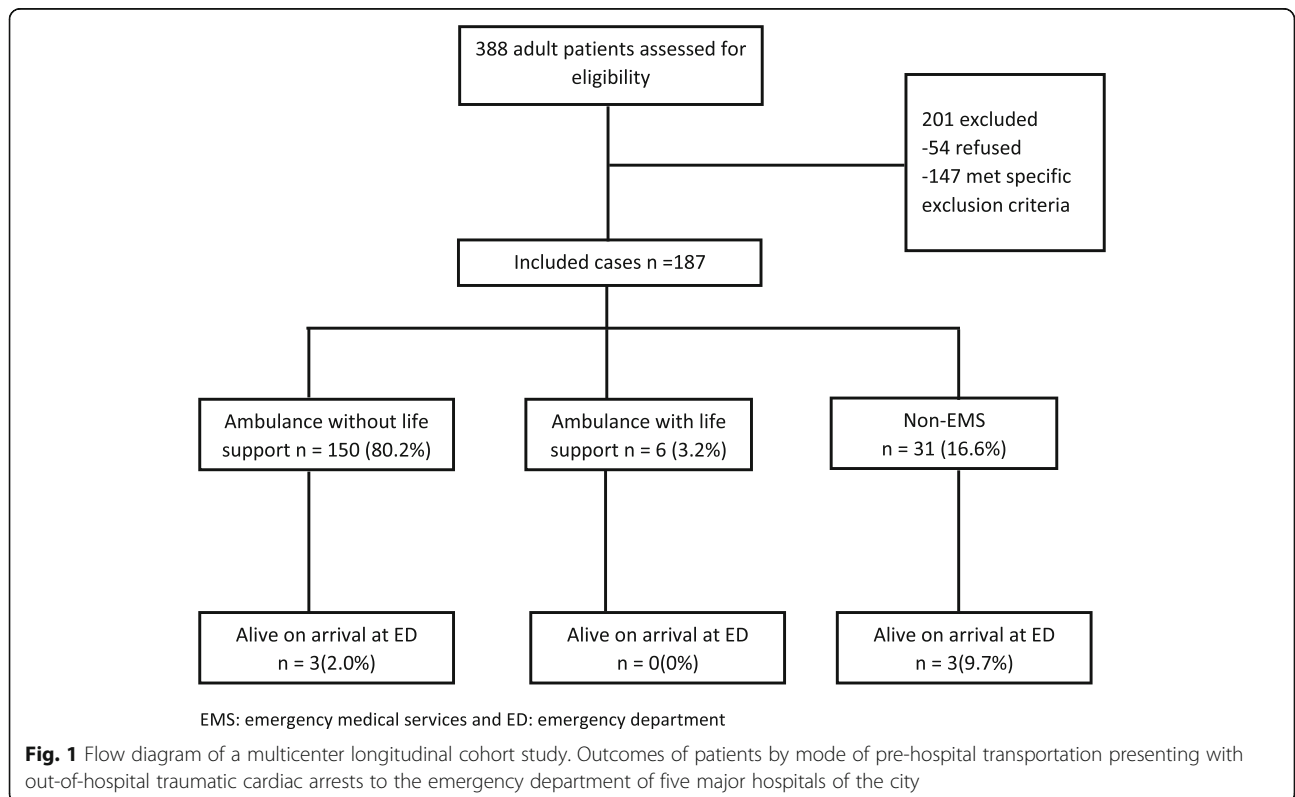 388 adult patients assessed for
eligibility
201 excluded
-54 refused
-147 met specific
exclusion criteria
Included cases n =187
Ambulance without life
support n = 150 (80.2%)
Ambulance with life
support n = 6 (3.2%)
Non-EMS
n = 31 (16.6%)
Alive on arrival at ED
n = 3(2.0%)
Alive on arrival at ED
n = 0(0%)
Alive on arrival at ED
n = 3(9.7%)
EMS: emergency medical services and ED: emergency department
Fig. 1 Flow diagram of a multicenter longitudinal cohort study. Outcomes of patients by mode of pre-hospital transportation presenting with
out-of-hospital traumatic cardiac arrests to the emergency department of five major hospitals of the city